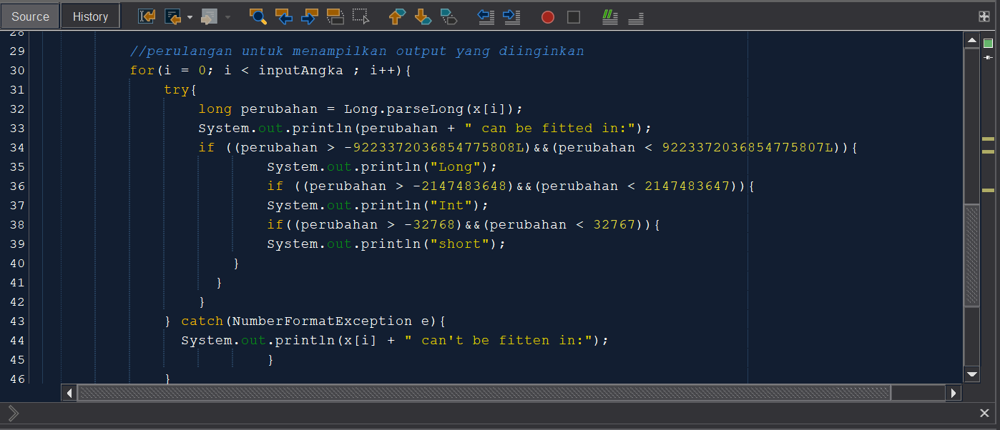 Source History
28
29 //perulangan untuk menampilkan output yang diinginkan
30 for(i = 0; i < inputAngka ; i++){
31 try{
32 long perubahan = Long.parseLong(x[i]);
33 System.out.println(perubahan + " can be fitted in:");
34 if ((perubahan > -9223372036854775808L)&&(perubahan < 9223372036854775807L)){
35 System.out.println("Long");
36 if ((perubahan > -2147483648)&&(perubahan < 2147483647)){
37 System.out.println("Int");
38 if((perubahan > -32768)&&(perubahan < 32767)){
39 System.out.println("short");
40 }
41 }
42 }
43 } catch(NumberFormatException e){
44 System.out.println(x[i] + " can't be fitten in:");
45 }
46 }